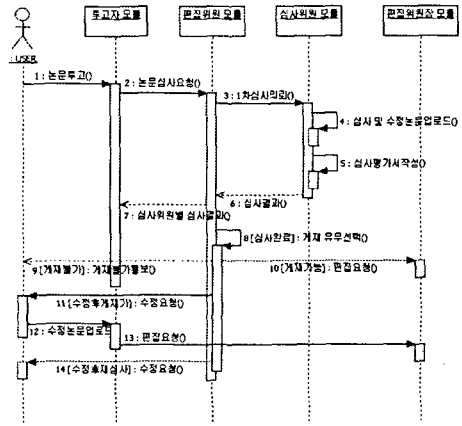 투고자 모듈
편집위원 모듈
심사위원 모듈
편집위원장 모듈
: USER
1 : 논문투고()
2 : 논문심사요청()
3 : 1차심사의뢰()
4 : 심사 및 수정논문업로드()
5 : 심사평가서작성()
6 : 심사결과()
7 : 심사위원별 심사결과()
8 [심사완료] : 게재 유무선택()
9 [게재불가] : 게재불가통보()
10 [게재가능] : 편집요청()
11 [수정후게재가] : 수정요청()
12 : 수정논문업로드
13 : 편집요청()
14 [수정후재심사] : 수정요청()